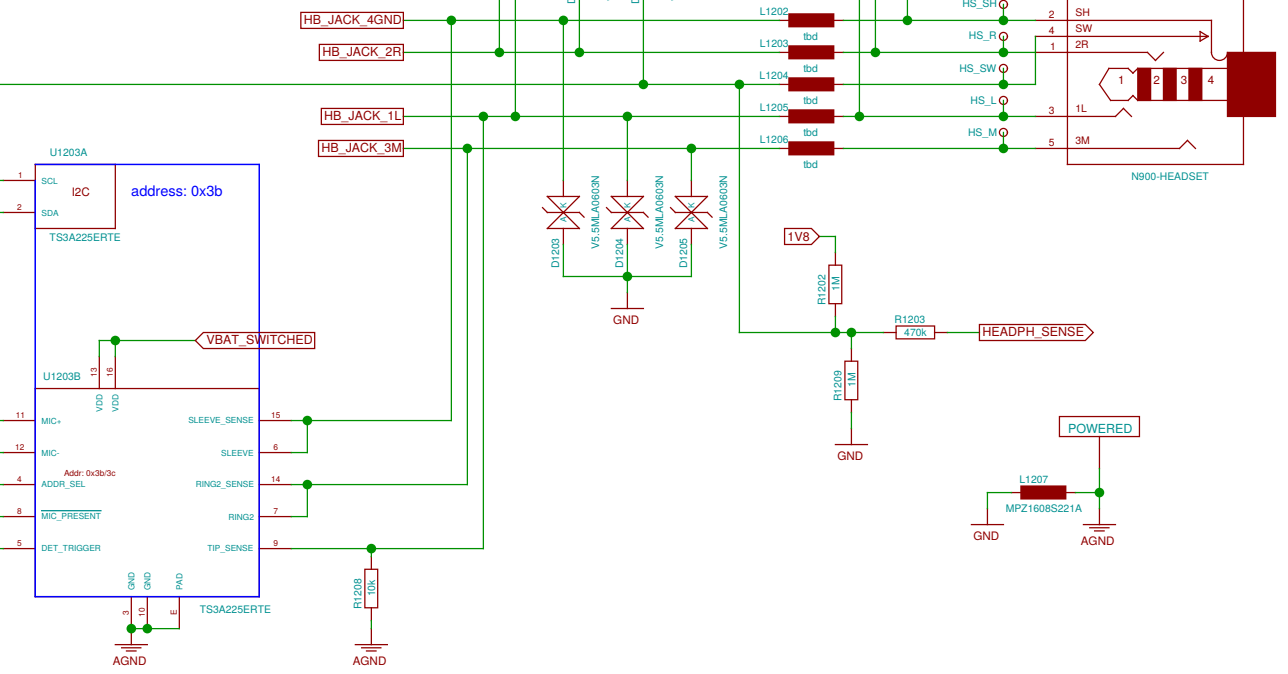 HS_SH
HB_JACK_4GND
L1202
2
SH
tbd
HS_R
4
SW
HB_JACK_2R
L1203
1
2R
tbd
HS_SW
L1204
1
2
3
4
tbd
HS_L
HB_JACK_1L
L1205
3
1L
tbd
HS_M
HB_JACK_3M
L1206
5
3M
tbd
N900-HEADSET
U1203A
1
SCL
I2C
address: 0x3b
2
SDA
TS3A225ERTE
A K
V5.5MLA0603N
A K
V5.5MLA0603N
A K
V5.5MLA0603N
D1203
D1204
D1205
GND
1V8
R1202
1M
R1203
470k
HEADPH_SENSE
R1209
1M
GND
VBAT_SWITCHED
13
16
U1203B
VDD
VDD
11
MIC+
SLEEVE_SENSE
15
12
MIC-
SLEEVE
6
Addr: 0x3b/3c
4
ADDR_SEL
RING2_SENSE
14
8
MIC_PRESENT
RING2
7
5
DET_TRIGGER
TIP_SENSE
9
GND
GND
PAD
3
10
E
TS3A225ERTE
AGND
R1208
10k
AGND
POWERED
L1207
MPZ1608S221A
GND
AGND